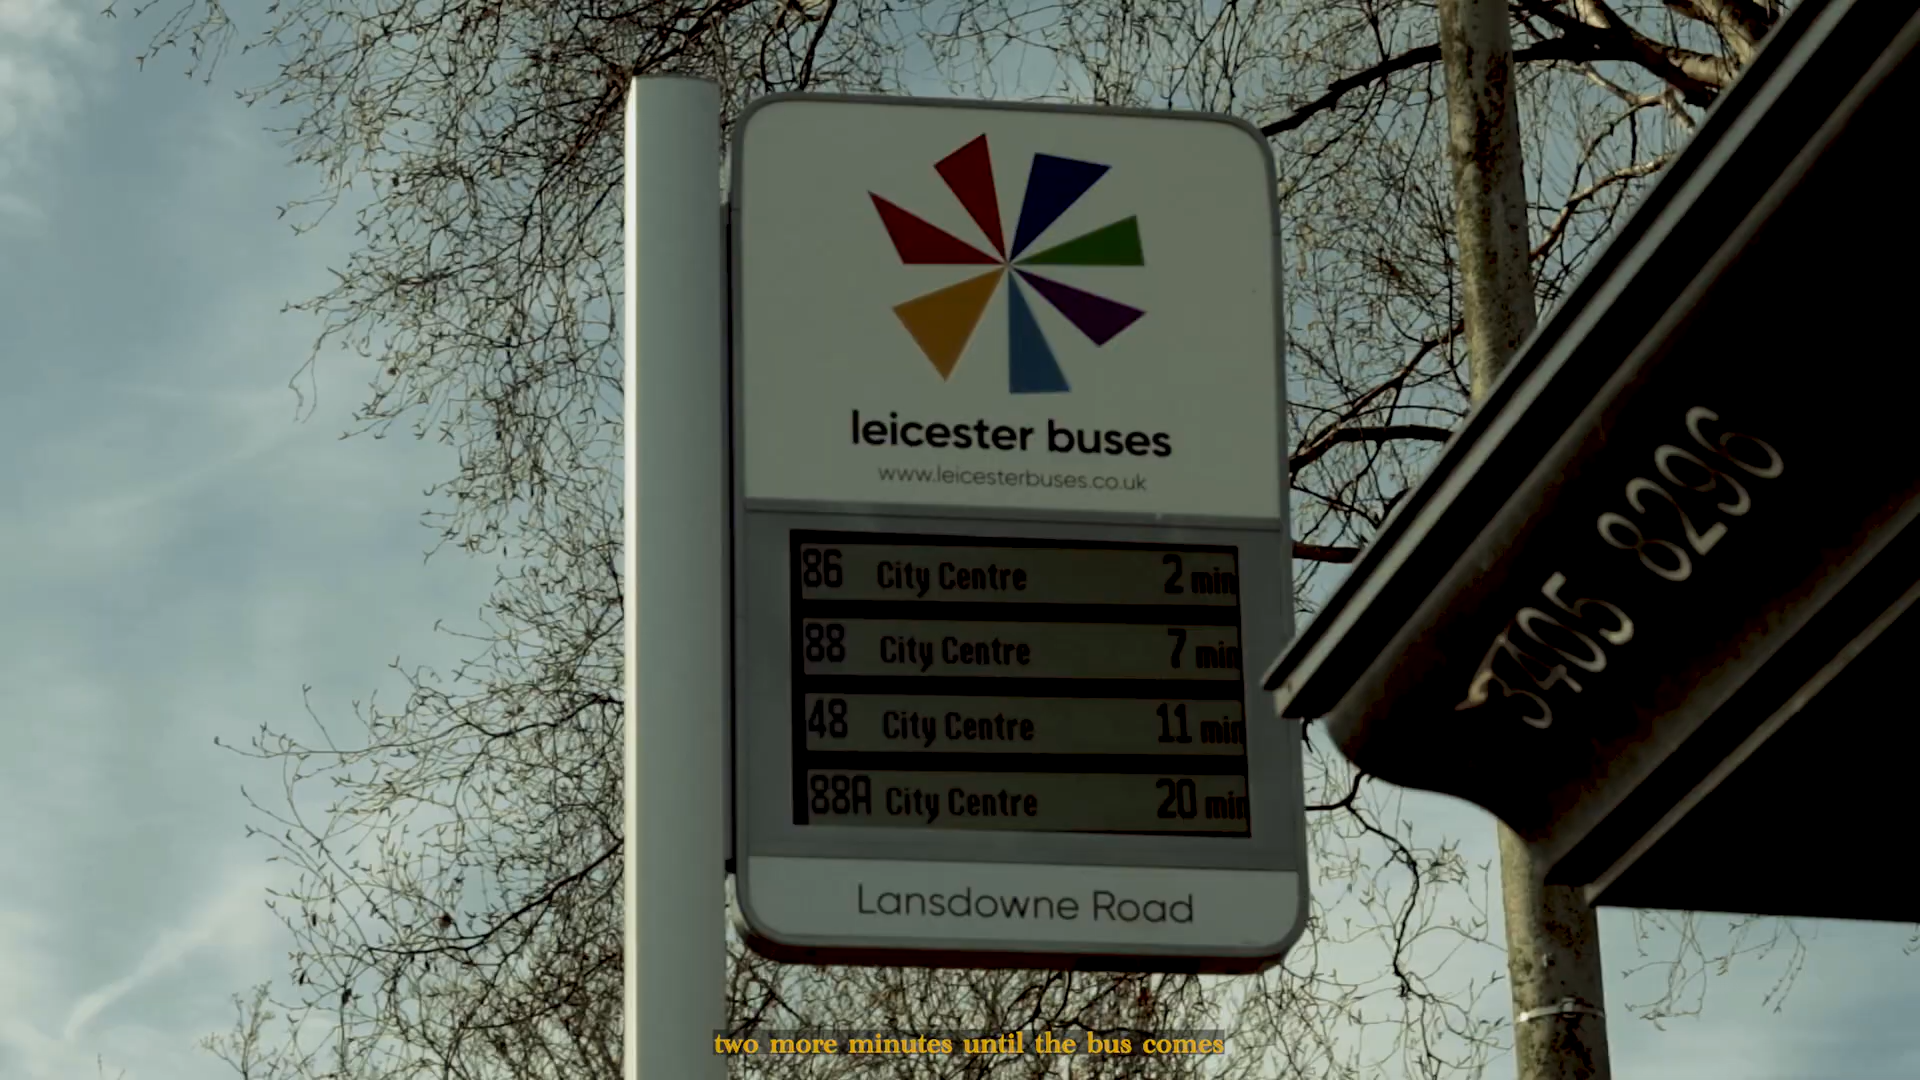 leicester buses
www.leicesterbuses.co.uk
86 City Centre 2 min
88 City Centre 7 min
48 City Centre 11 min
88A City Centre 20 min
Lansdowne Road
3405 8296
two more minutes until the bus comes